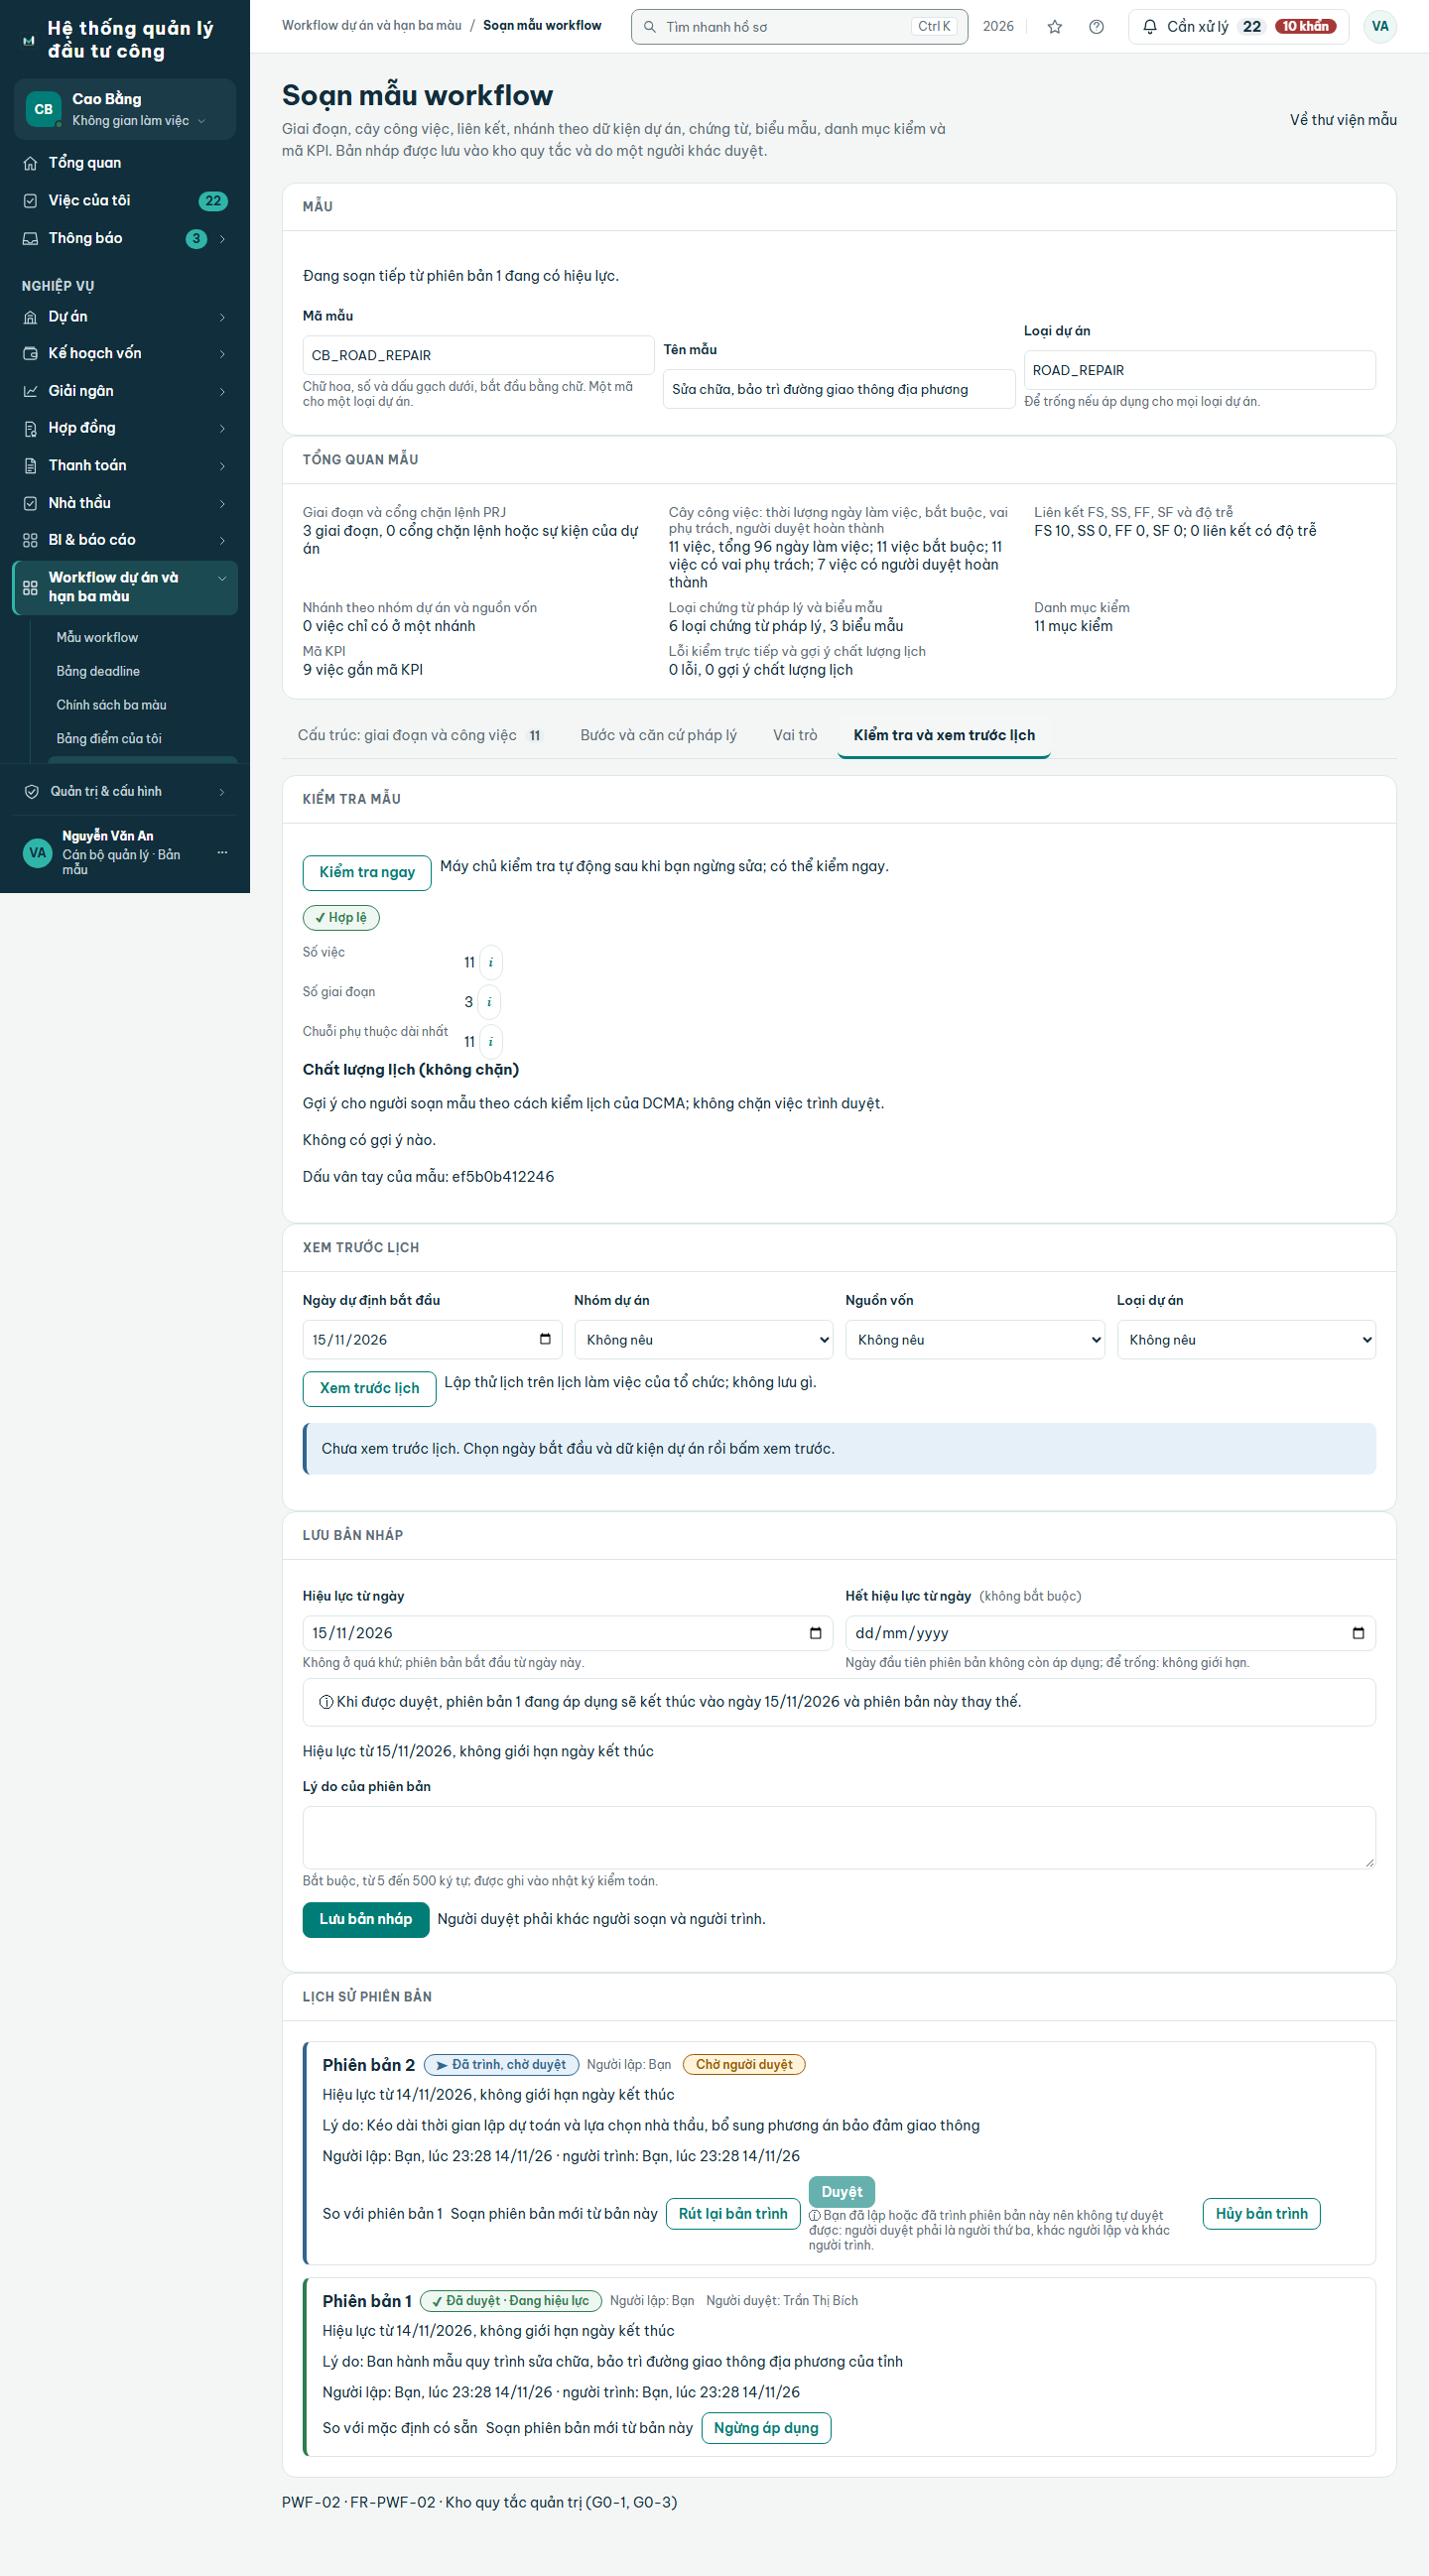 Hệ thống quản lý
đầu tư công
CB
Cao Bằng
Không gian làm việc
Tổng quan
Việc của tôi 22
Thông báo 3
NGHIỆP VỤ
Dự án
Kế hoạch vốn
Giải ngân
Hợp đồng
Thanh toán
Nhà thầu
BI & báo cáo
Workflow dự án và
hạn ba màu
Mẫu workflow
Bảng deadline
Chính sách ba màu
Bảng điểm của tôi
Quản trị & cấu hình
VA
Nguyễn Văn An
Cán bộ quản lý · Bản
mẫu
Workflow dự án và hạn ba màu / Soạn mẫu workflow
Tìm nhanh hồ sơ Ctrl K
2026
Cần xử lý 22 10 khẩn
VA
Soạn mẫu workflow
Giai đoạn, cây công việc, liên kết, nhánh theo dữ kiện dự án, chứng từ, biểu mẫu, danh mục kiểm và
mã KPI. Bản nháp được lưu vào kho quy tắc và do một người khác duyệt.
Về thư viện mẫu
MẪU
Đang soạn tiếp từ phiên bản 1 đang có hiệu lực.
Mã mẫu
CB_ROAD_REPAIR
Chữ hoa, số và dấu gạch dưới, bắt đầu bằng chữ. Một mã
cho một loại dự án.
Tên mẫu
Sửa chữa, bảo trì đường giao thông địa phương
Loại dự án
ROAD_REPAIR
Để trống nếu áp dụng cho mọi loại dự án.
TỔNG QUAN MẪU
Giai đoạn và cổng chặn lệnh PRJ
3 giai đoạn, 0 cổng chặn lệnh hoặc sự kiện của dự
án
Cây công việc: thời lượng ngày làm việc, bắt buộc, vai
phụ trách, người duyệt hoàn thành
11 việc, tổng 96 ngày làm việc; 11 việc bắt buộc; 11
việc có vai phụ trách; 7 việc có người duyệt hoàn
thành
Liên kết FS, SS, FF, SF và độ trễ
FS 10, SS 0, FF 0, SF 0; 0 liên kết có độ trễ
Nhánh theo nhóm dự án và nguồn vốn
0 việc chỉ có ở một nhánh
Loại chứng từ pháp lý và biểu mẫu
6 loại chứng từ pháp lý, 3 biểu mẫu
Danh mục kiểm
11 mục kiểm
Mã KPI
9 việc gắn mã KPI
Lỗi kiểm trực tiếp và gợi ý chất lượng lịch
0 lỗi, 0 gợi ý chất lượng lịch
Cấu trúc: giai đoạn và công việc 11
Bước và căn cứ pháp lý
Vai trò
Kiểm tra và xem trước lịch
KIỂM TRA MẪU
Kiểm tra ngay Máy chủ kiểm tra tự động sau khi bạn ngừng sửa; có thể kiểm ngay.
✓ Hợp lệ
Số việc 11 i
Số giai đoạn 3 i
Chuỗi phụ thuộc dài nhất 11 i
Chất lượng lịch (không chặn)
Gợi ý cho người soạn mẫu theo cách kiểm lịch của DCMA; không chặn việc trình duyệt.
Không có gợi ý nào.
Dấu vân tay của mẫu: ef5b0b412246
XEM TRƯỚC LỊCH
Ngày dự định bắt đầu
15/11/2026
Nhóm dự án
Không nêu
Nguồn vốn
Không nêu
Loại dự án
Không nêu
Xem trước lịch Lập thử lịch trên lịch làm việc của tổ chức; không lưu gì.
Chưa xem trước lịch. Chọn ngày bắt đầu và dữ kiện dự án rồi bấm xem trước.
LƯU BẢN NHÁP
Hiệu lực từ ngày
15/11/2026
Không ở quá khứ; phiên bản bắt đầu từ ngày này.
Hết hiệu lực từ ngày (không bắt buộc)
dd/mm/yyyy
Ngày đầu tiên phiên bản không còn áp dụng; để trống: không giới hạn.
ⓘ Khi được duyệt, phiên bản 1 đang áp dụng sẽ kết thúc vào ngày 15/11/2026 và phiên bản này thay thế.
Hiệu lực từ 15/11/2026, không giới hạn ngày kết thúc
Lý do của phiên bản
Bắt buộc, từ 5 đến 500 ký tự; được ghi vào nhật ký kiểm toán.
Lưu bản nháp Người duyệt phải khác người soạn và người trình.
LỊCH SỬ PHIÊN BẢN
Phiên bản 2 ➤ Đã trình, chờ duyệt Người lập: Bạn Chờ người duyệt
Hiệu lực từ 14/11/2026, không giới hạn ngày kết thúc
Lý do: Kéo dài thời gian lập dự toán và lựa chọn nhà thầu, bổ sung phương án bảo đảm giao thông
Người lập: Bạn, lúc 23:28 14/11/26 · người trình: Bạn, lúc 23:28 14/11/26
So với phiên bản 1 Soạn phiên bản mới từ bản này Rút lại bản trình
Duyệt
ⓘ Bạn đã lập hoặc đã trình phiên bản này nên không tự duyệt
được: người duyệt phải là người thứ ba, khác người lập và khác
người trình.
Hủy bản trình
Phiên bản 1 ✓ Đã duyệt · Đang hiệu lực Người lập: Bạn Người duyệt: Trần Thị Bích
Hiệu lực từ 14/11/2026, không giới hạn ngày kết thúc
Lý do: Ban hành mẫu quy trình sửa chữa, bảo trì đường giao thông địa phương của tỉnh
Người lập: Bạn, lúc 23:28 14/11/26 · người trình: Bạn, lúc 23:28 14/11/26
So với mặc định có sẵn Soạn phiên bản mới từ bản này Ngừng áp dụng
PWF-02 · FR-PWF-02 · Kho quy tắc quản trị (G0-1, G0-3)